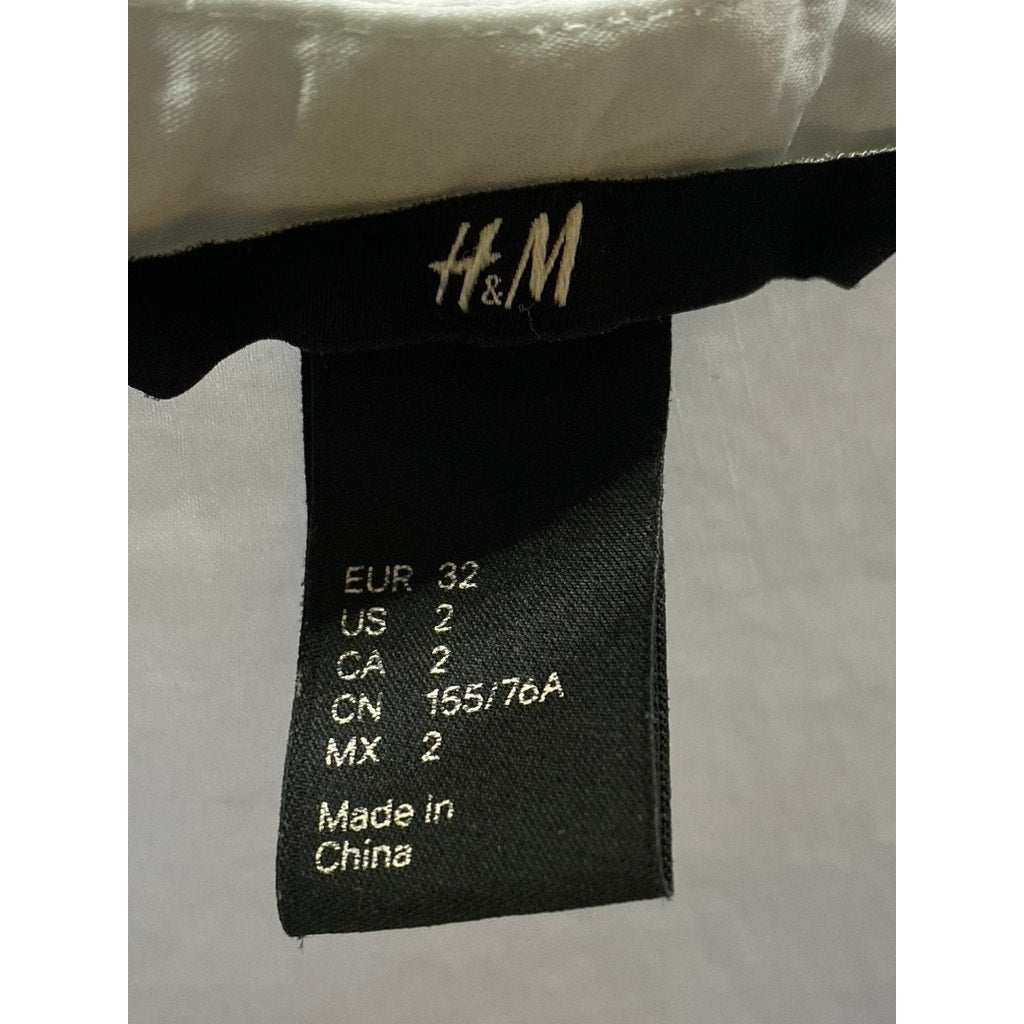 H&M
EUR 32
US 2
CA 2
CN 155/76A
MX 2
Made in
China